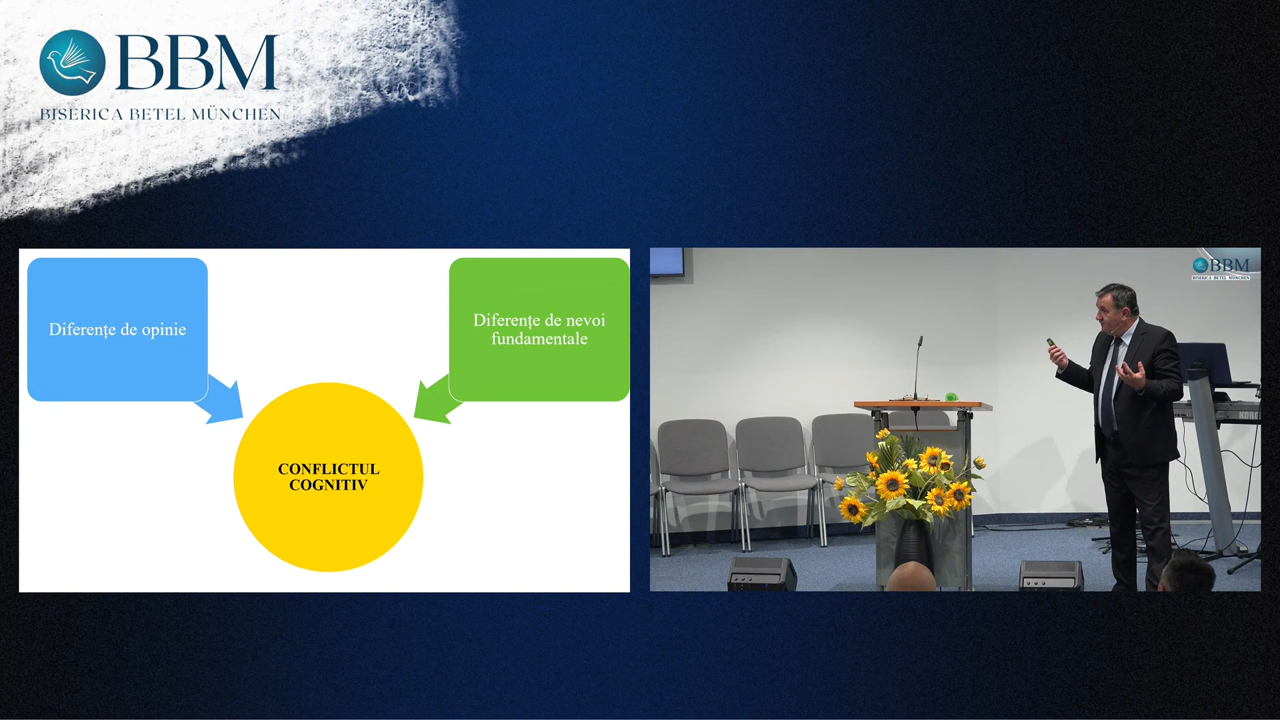 BBM
BISERICA BETEL MÜNCHEN
Diferențe de opinie
Diferențe de nevoi
fundamentale
CONFLICTUL
COGNITIV
BBM
BISERICA BETEL MÜNCHEN